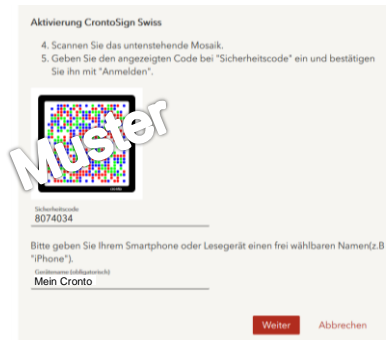 Aktivierung CrontoSign Swiss
4. Scannen Sie das untenstehende Mosaik.
5. Geben Sie den angezeigten Code bei "Sicherheitscode" ein und bestätigen
Sie ihn mit "Anmelden".
Muster
Sicherheitscode
8074034
Bitte geben Sie Ihrem Smartphone oder Lesegerät einen frei wählbaren Namen(z.B
"iPhone").
Gerätename (obligatorisch)
Mein Cronto
Weiter Abbrechen